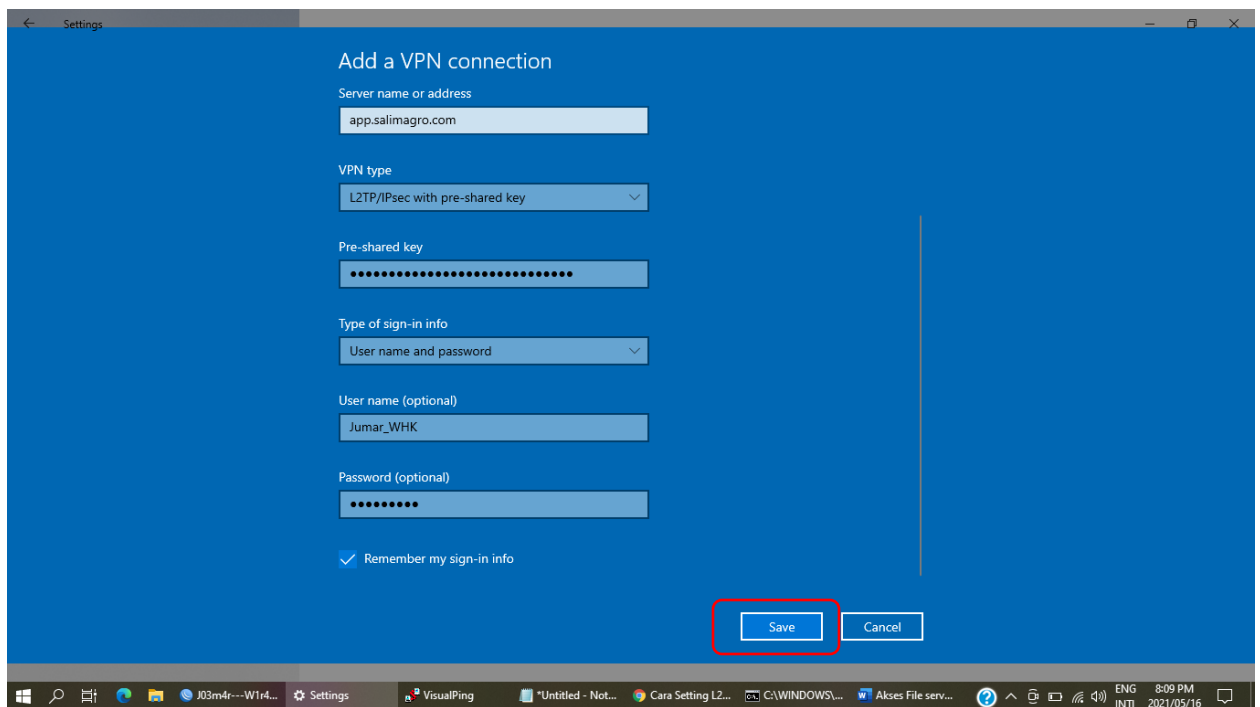 Settings
Add a VPN connection
Server name or address
app.salimagro.com
VPN type
L2TP/IPsec with pre-shared key
Pre-shared key
•••••••••••••••••••••••••••••
Type of sign-in info
User name and password
User name (optional)
Jumar_WHK
Password (optional)
•••••••••
Remember my sign-in info
Save Cancel
J03m4r---W1r4... Settings VisualPing *Untitled - Not... Cara Setting L2... C:\WINDOWS\... Akses File serv... ENG 8:09 PM
INTL 2021/05/16